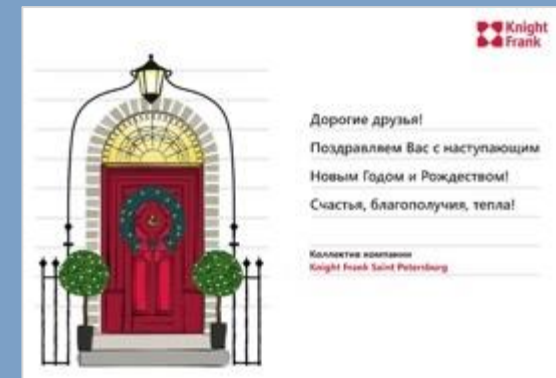 Knight
Frank
Дорогие друзья!
Поздравляем Вас с наступающим
Новым Годом и Рождеством!
Счастья, благополучия, тепла!
Коллектив компании
Knight Frank Saint Petersburg